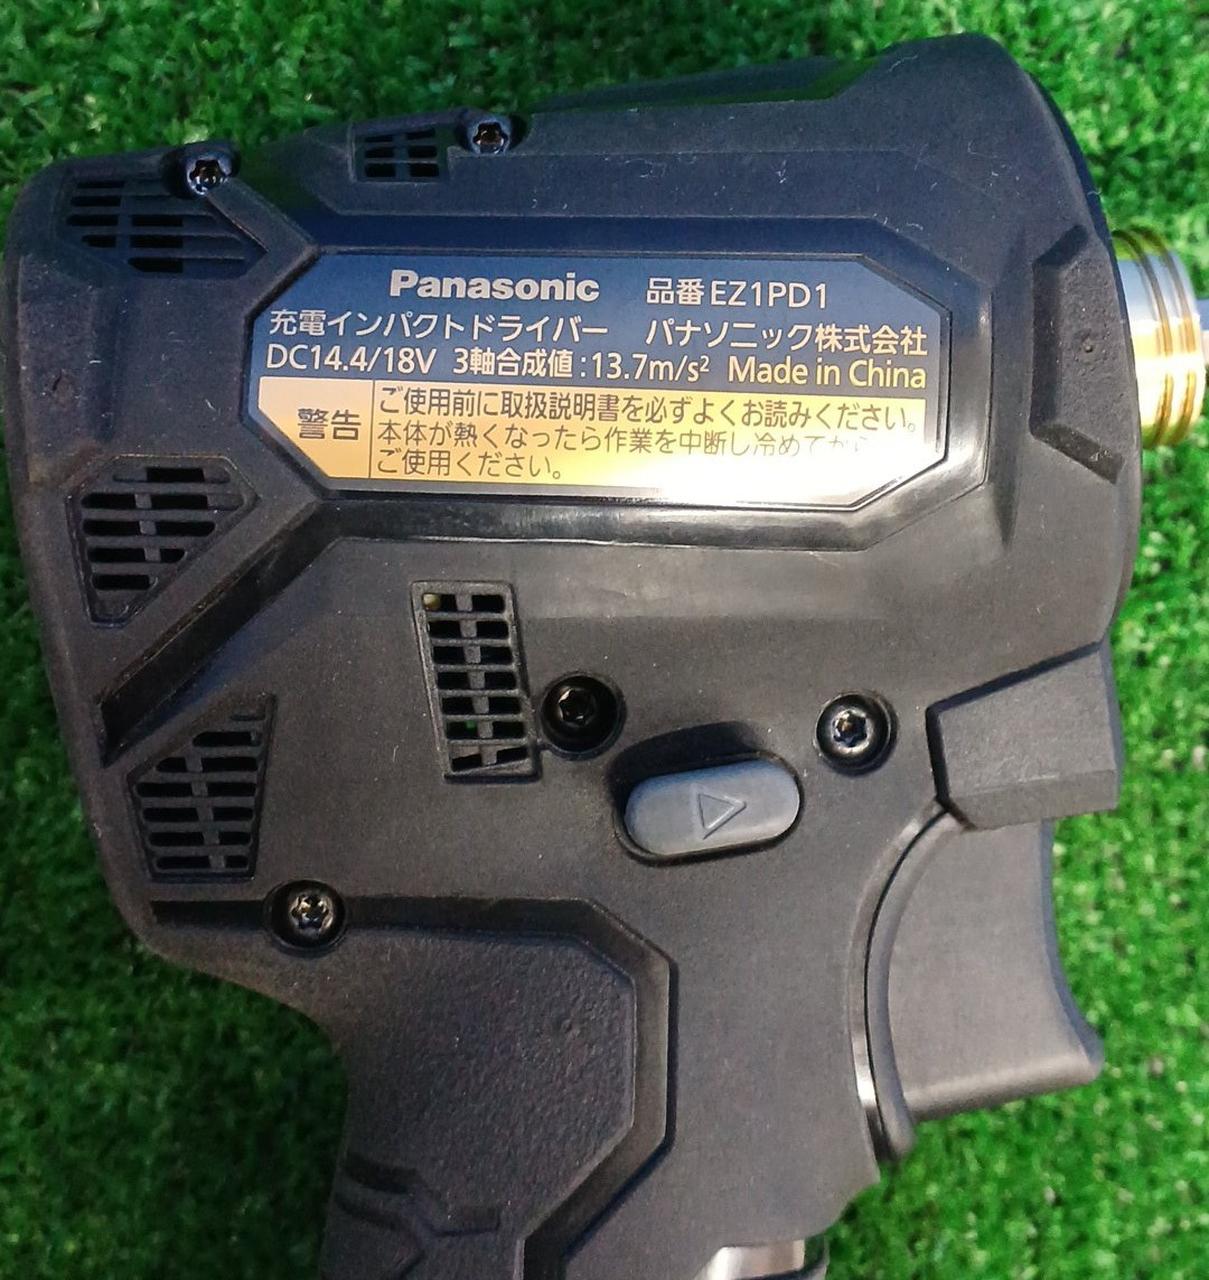 Panasonic 品番 EZ1PD1
充電インパクトドライバー パナソニック株式会社
DC14.4/18V 3軸合成値:13.7m/s² Made in China
警告
ご使用前に取扱説明書を必ずよくお読みください。
本体が熱くなったら作業を中断し冷めてから
ご使用ください。